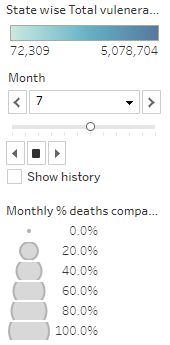 State wise Total vulenera...
72,309 5,078,704
Month
7
Show history
Monthly % deaths compa...
0.0%
20.0%
40.0%
60.0%
80.0%
100.0%